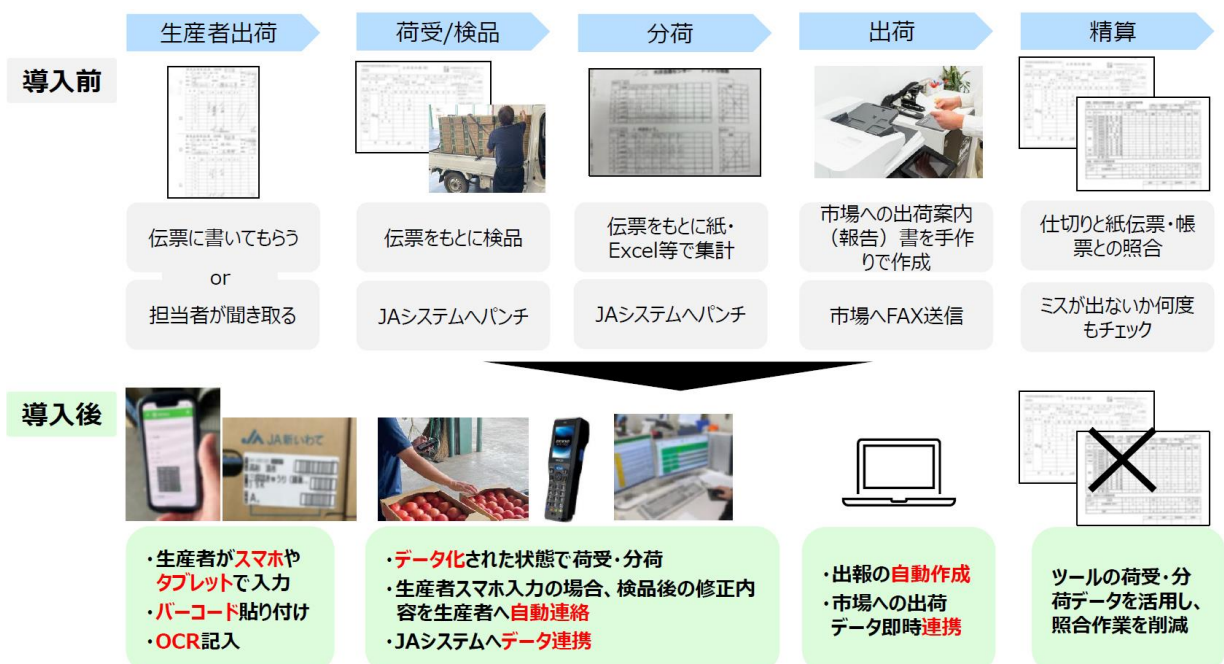 生産者出荷
荷受/検品
分荷
出荷
精算
導入前
伝票に書いてもらう
or
担当者が聞き取る
伝票をもとに検品
JAシステムへパンチ
伝票をもとに紙・
Excel等で集計
JAシステムへパンチ
市場への出荷案内
（報告）書を手作
りで作成
市場へFAX送信
仕切りと紙伝票・帳
票との照合
ミスが出ないか何度
もチェック
導入後
JA JA新いわて
A,
・生産者がスマホや
タブレットで入力
・バーコード貼り付け
・OCR記入
・データ化された状態で荷受・分荷
・生産者スマホ入力の場合、検品後の修正内
容を生産者へ自動連絡
・JAシステムへデータ連携
・出報の自動作成
・市場への出荷
データ即時連携
ツールの荷受・分
荷データを活用し、
照合作業を削減